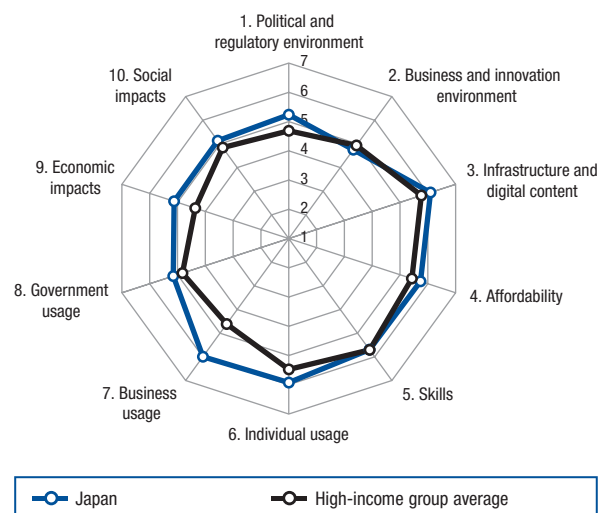 1. Political and
regulatory environment
7
10. Social
impacts
6
2. Business and innovation
environment
5
4
9. Economic
impacts
3
3. Infrastructure and
digital content
2
1
8. Government
usage
4. Affordability
7. Business
usage
5. Skills
6. Individual usage
Japan
High-income group average